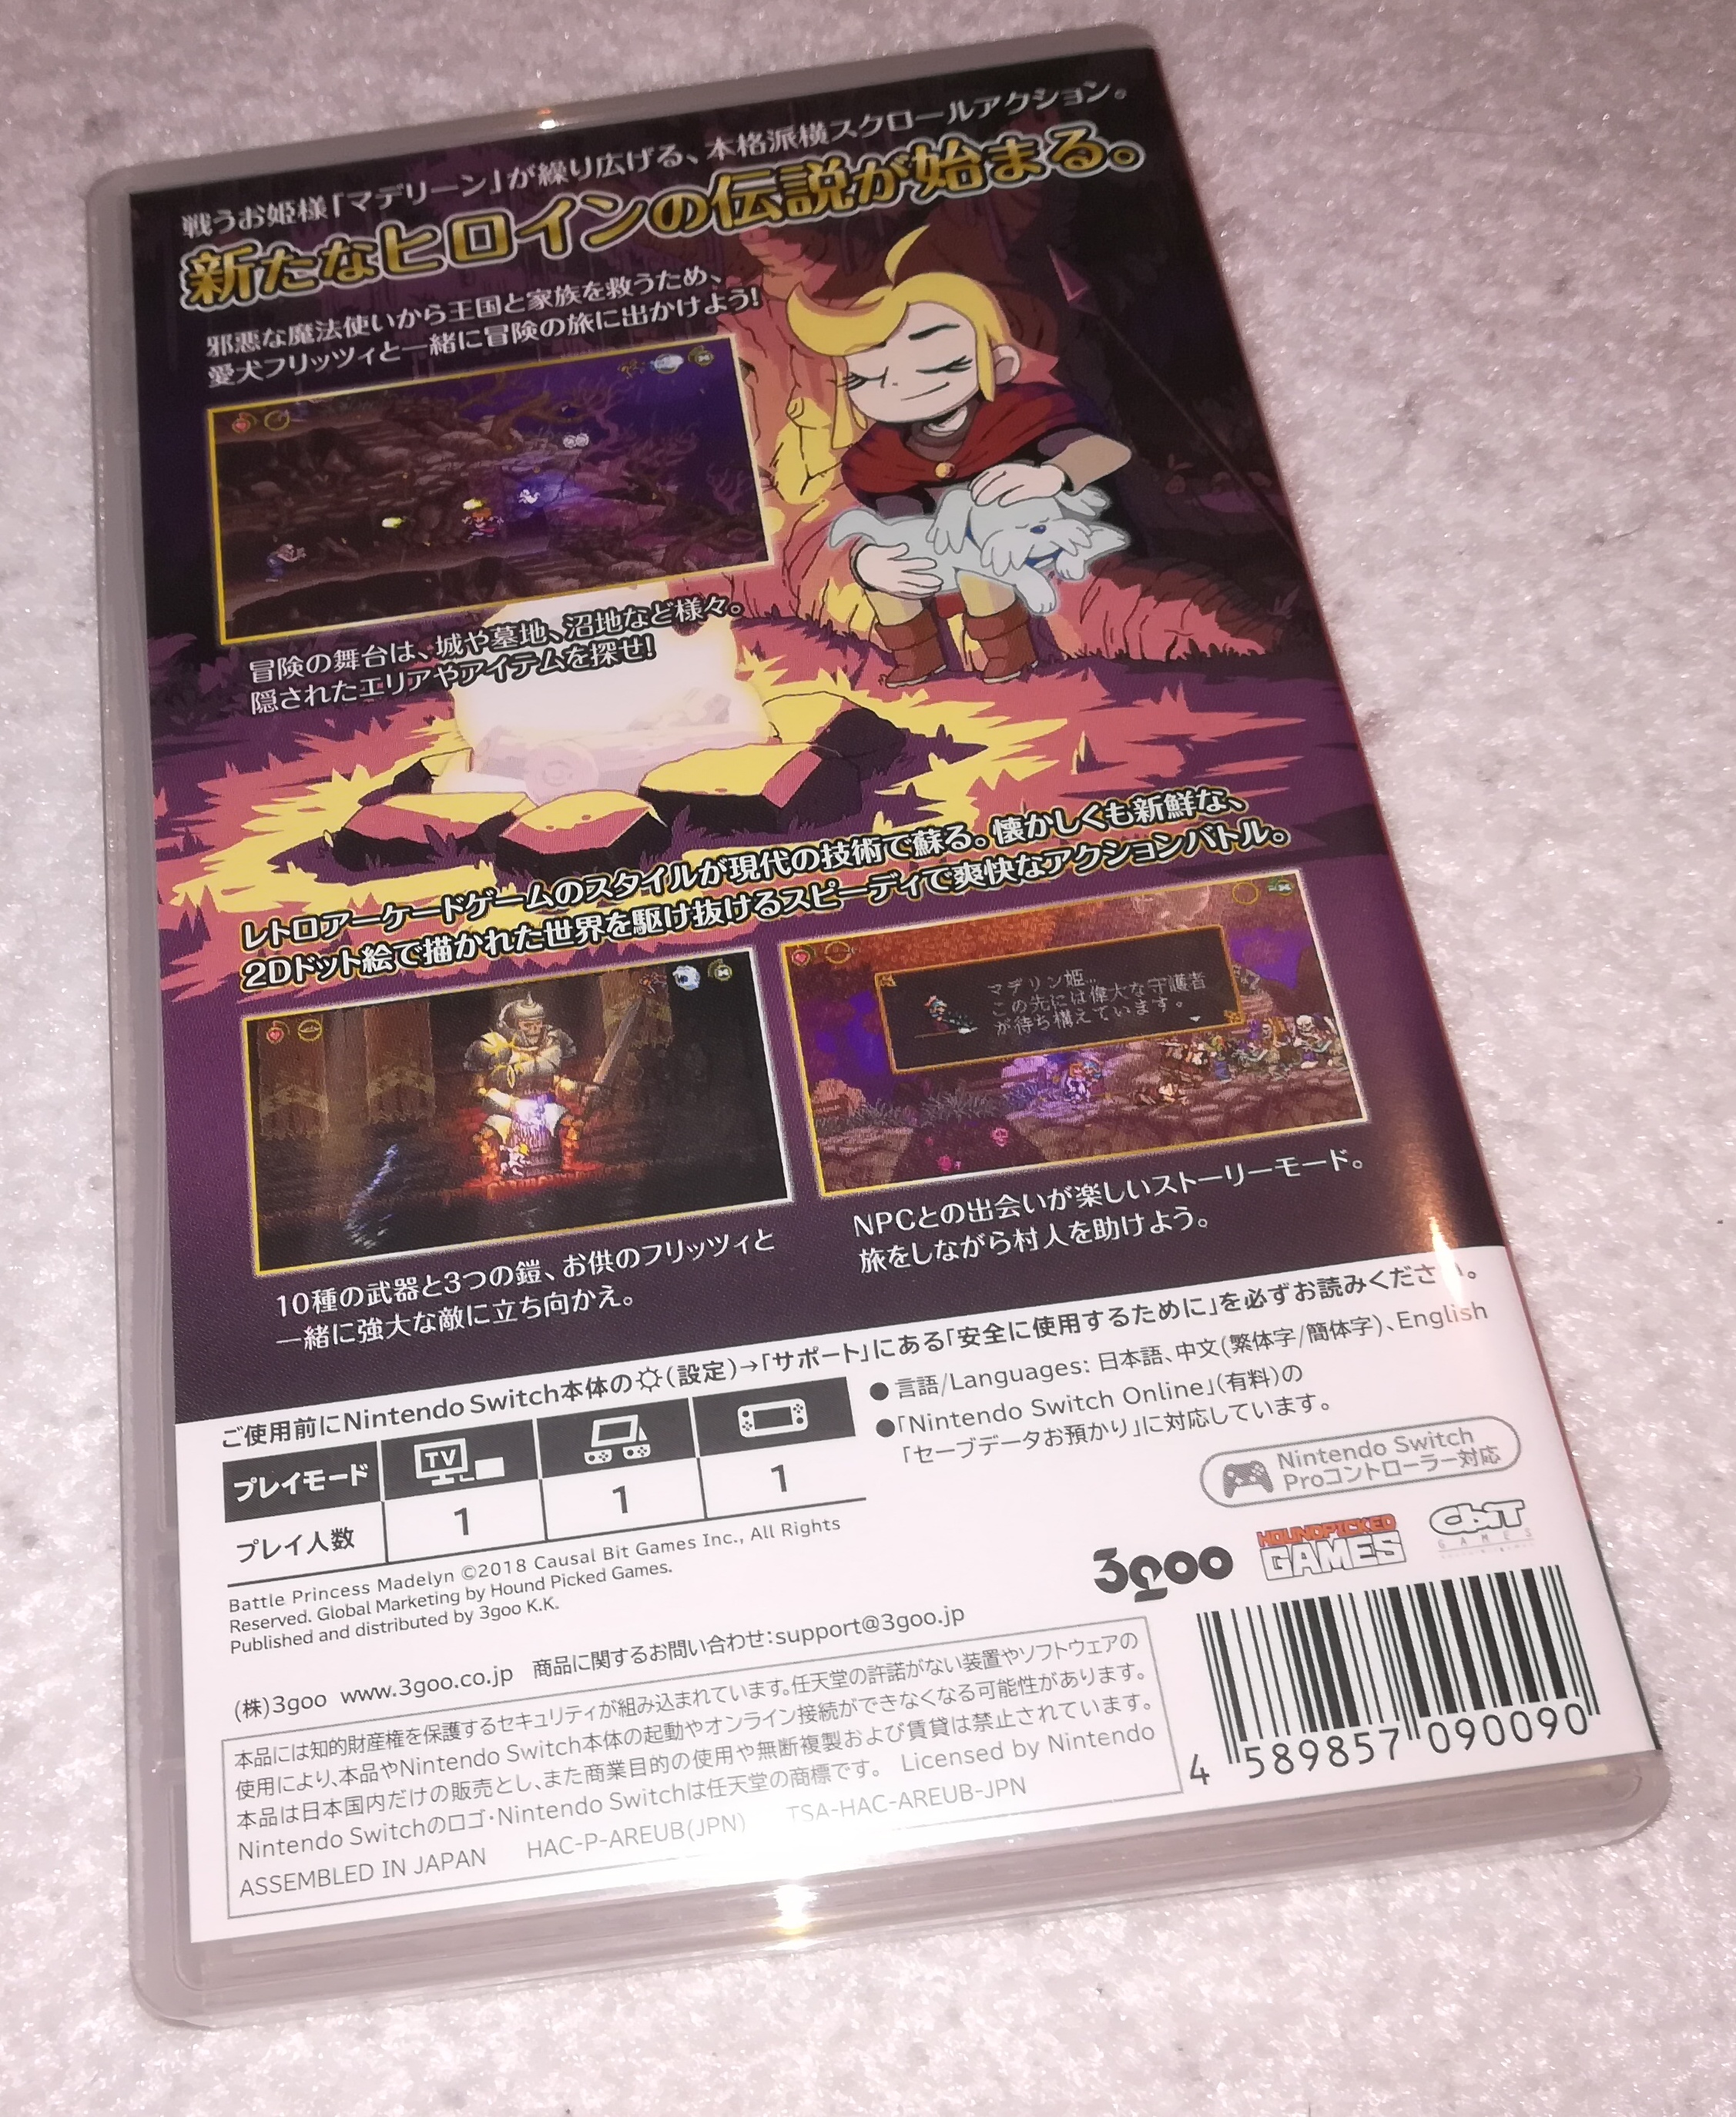 戦うお姫様「マデリーン」が繰り広げる、本格派横スクロールアクション。
新たなヒロインの伝説が始まる。
邪悪な魔法使いから王国と家族を救うため、
愛犬フリッツィと一緒に冒険の旅に出かけよう!
冒険の舞台は、城や墓地、沼地など様々。
隠されたエリアやアイテムを探せ!
レトロアーケードゲームのスタイルが現代の技術で蘇る。懐かしくも新鮮な、
2Dドット絵で描かれた世界を駆け抜けるスピーディで爽快なアクションバトル。
マデリン姫..
この先には偉大な守護者
が待ち構えています。
10種の武器と3つの鎧、お供のフリッツィと
一緒に強大な敵に立ち向かえ。
NPCとの出会いが楽しいストーリーモード。
旅をしながら村人を助けよう。
ご使用前にNintendo Switch本体の(設定)→「サポート」にある「安全に使用するために」を必ずお読みください。
プレイモード TV
プレイ人数 1 1 1
● 言語/Languages: 日本語、中文(繁体字/簡体字)、English
●「Nintendo Switch Online」(有料)の
「セーブデータお預かり」に対応しています。
Nintendo Switch
Proコントローラー対応
Battle Princess Madelyn ©2018 Causal Bit Games Inc., All Rights
Reserved. Global Marketing by Hound Picked Games.
Published and distributed by 3goo K.K.
3goo
HOUNDPICKED
GAMES
CBIT
GAMES
(株)3goo www.3goo.co.jp 商品に関するお問い合わせ:support@3goo.jp
本品には知的財産権を保護するセキュリティが組み込まれています。任天堂の許諾がない装置やソフトウェアの
使用により、本品やNintendo Switch本体の起動やオンライン接続ができなくなる可能性があります。
本品は日本国内だけの販売とし、また商業目的の使用や無断複製および賃貸は禁止されています。
Nintendo Switchのロゴ・Nintendo Switchは任天堂の商標です。 Licensed by Nintendo
ASSEMBLED IN JAPAN HAC-P-AREUB(JPN) TSA-HAC-AREUB-JPN
4 589857 090090